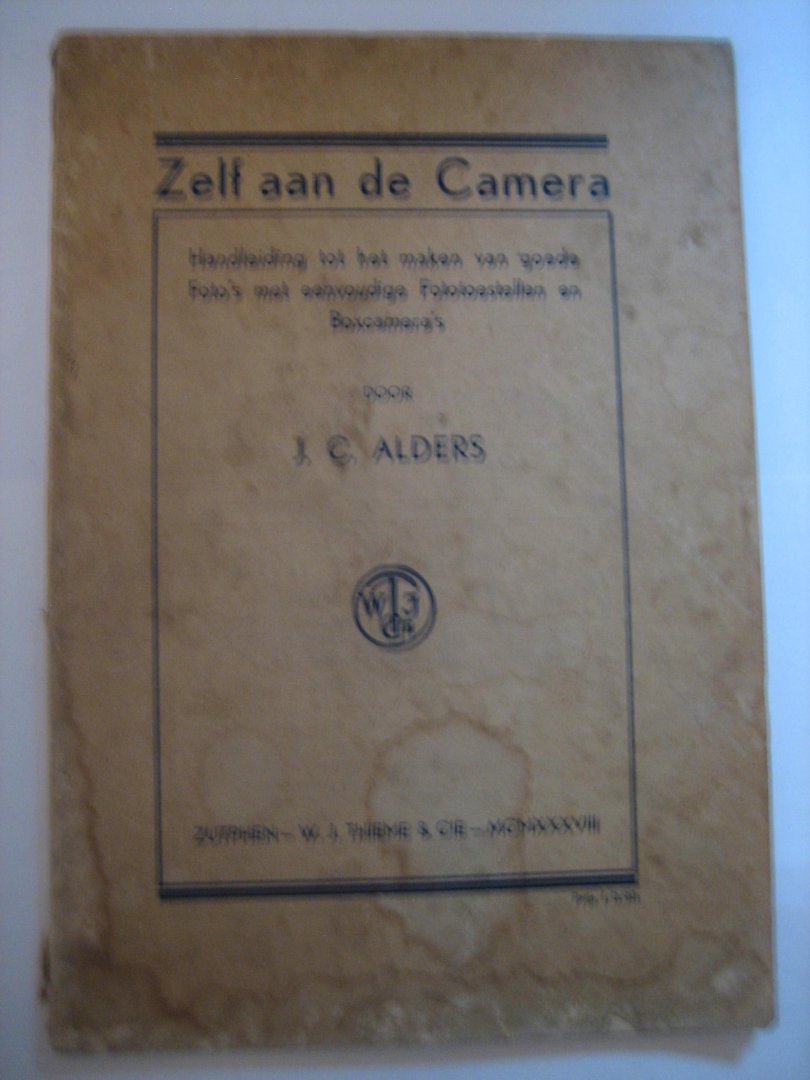 Zelf aan de Camera
Handleiding tot het maken van goede
Foto's met eenvoudige Fototoestellen en
Boxcamera's
DOOR
J. C. ALDERS
W T J
ZUTPHEN – W. J. THIEME & CIE – MCMXXXVIII